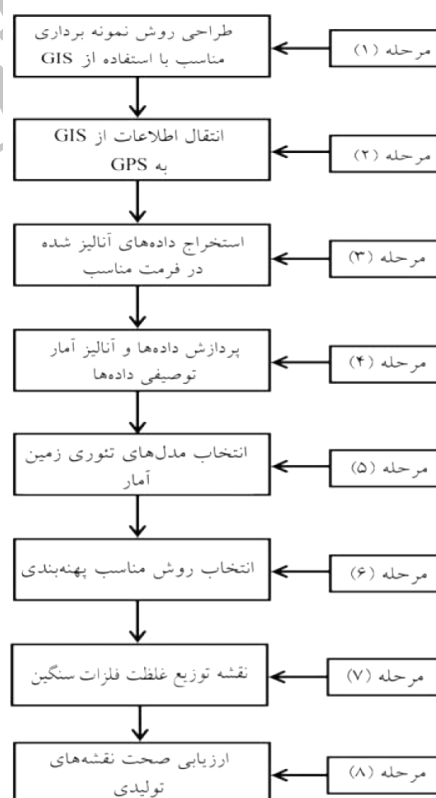 طراحی روش نمونه برداری
مناسب با استفاده از GIS
مرحله (۱)
انتقال اطلاعات از GIS
به GPS
مرحله (۲)
استخراج داده‌های آنالیز شده
در فرمت مناسب
مرحله (۳)
پردازش داده‌ها و آنالیز آمار
توصیفی داده‌ها
مرحله (۴)
انتخاب مدل‌های تئوری زمین
آمار
مرحله (۵)
انتخاب روش مناسب پهنه‌بندی
مرحله (۶)
نقشه توزیع غلظت فلزات سنگین
مرحله (۷)
ارزیابی صحت نقشه‌های
تولیدی
مرحله (۸)